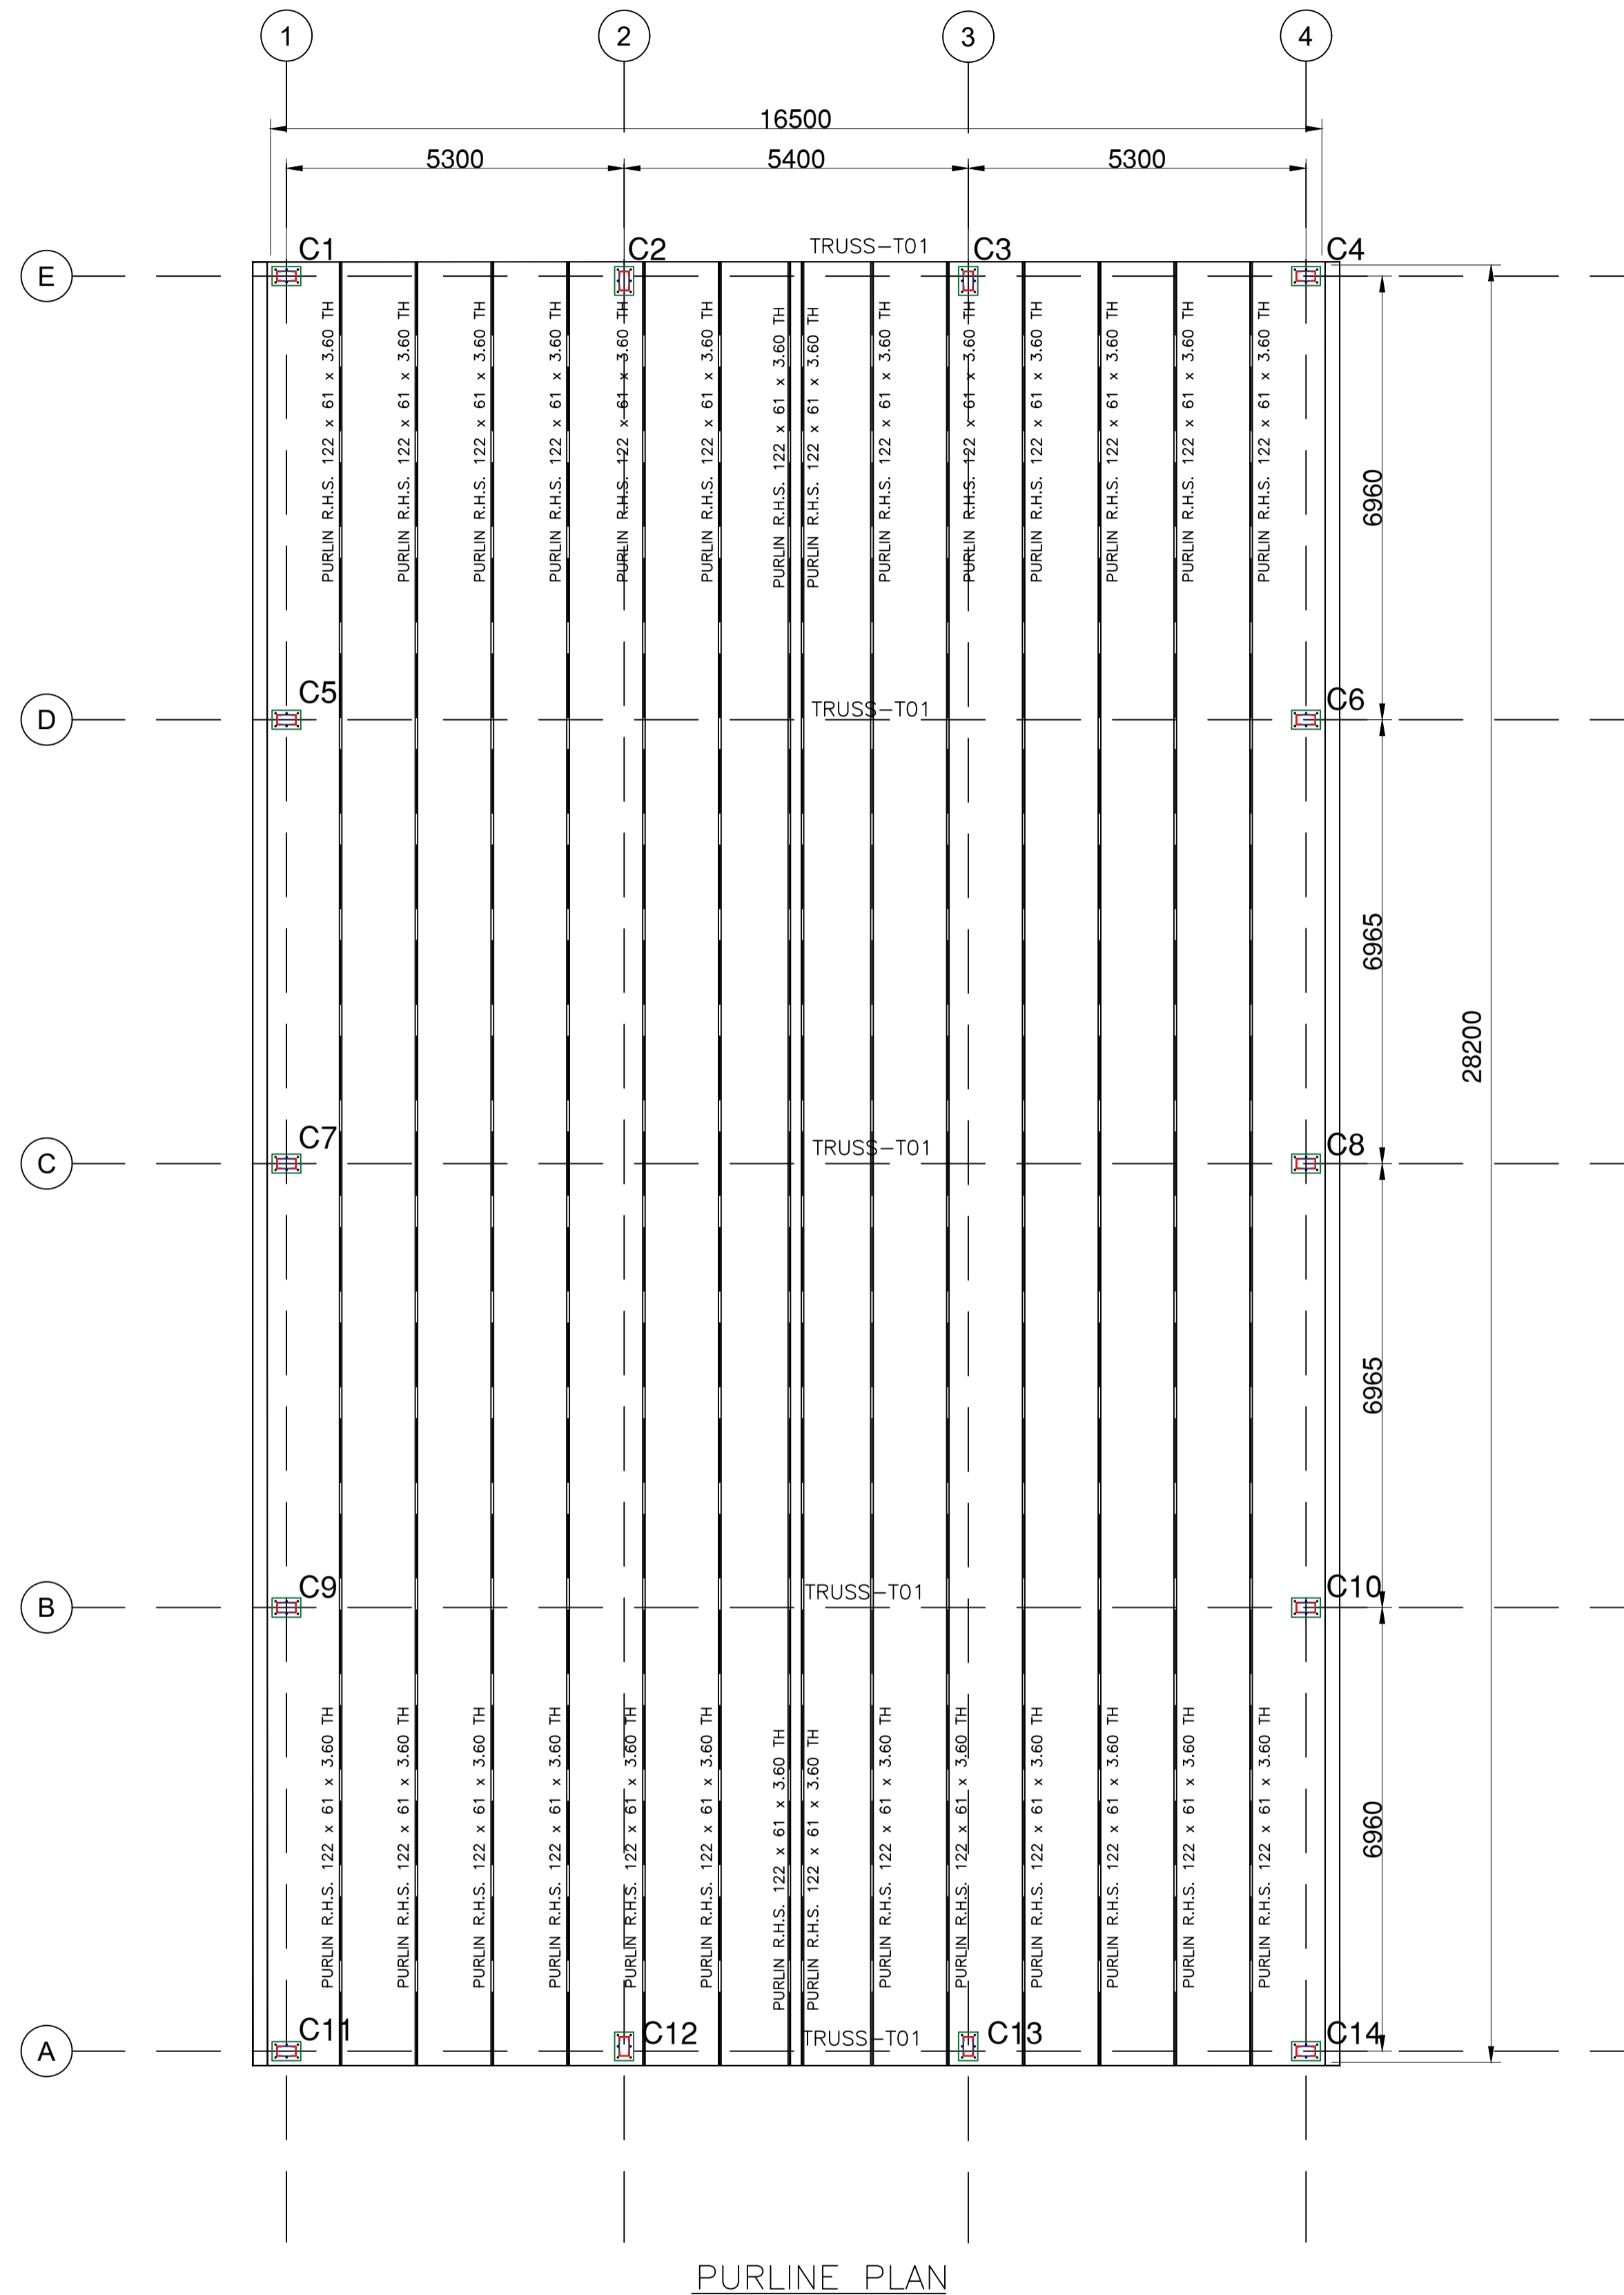 1
2
3
4
16500
5300
5400
5300
E
C1
C2
TRUSS-T01
C3
C4
PURLIN R.H.S. 122 x 61 x 3.60 TH
PURLIN R.H.S. 122 x 61 x 3.60 TH
PURLIN R.H.S. 122 x 61 x 3.60 TH
PURLIN R.H.S. 122 x 61 x 3.60 TH
PURLIN R.H.S. 122 x 61 x 3.60 TH
PURLIN R.H.S. 122 x 61 x 3.60 TH
PURLIN R.H.S. 122 x 61 x 3.60 TH
PURLIN R.H.S. 122 x 61 x 3.60 TH
PURLIN R.H.S. 122 x 61 x 3.60 TH
PURLIN R.H.S. 122 x 61 x 3.60 TH
PURLIN R.H.S. 122 x 61 x 3.60 TH
PURLIN R.H.S. 122 x 61 x 3.60 TH
PURLIN R.H.S. 122 x 61 x 3.60 TH
PURLIN R.H.S. 122 x 61 x 3.60 TH
6960
D
C5
TRUSS-T01
C6
6965
28200
C
C7
TRUSS-T01
C8
6965
B
C9
TRUSS-T01
C10
PURLIN R.H.S. 122 x 61 x 3.60 TH
PURLIN R.H.S. 122 x 61 x 3.60 TH
PURLIN R.H.S. 122 x 61 x 3.60 TH
PURLIN R.H.S. 122 x 61 x 3.60 TH
PURLIN R.H.S. 122 x 61 x 3.60 TH
PURLIN R.H.S. 122 x 61 x 3.60 TH
PURLIN R.H.S. 122 x 61 x 3.60 TH
PURLIN R.H.S. 122 x 61 x 3.60 TH
PURLIN R.H.S. 122 x 61 x 3.60 TH
PURLIN R.H.S. 122 x 61 x 3.60 TH
PURLIN R.H.S. 122 x 61 x 3.60 TH
PURLIN R.H.S. 122 x 61 x 3.60 TH
PURLIN R.H.S. 122 x 61 x 3.60 TH
PURLIN R.H.S. 122 x 61 x 3.60 TH
6960
A
C11
C12
TRUSS-T01
C13
C14
PURLINE PLAN